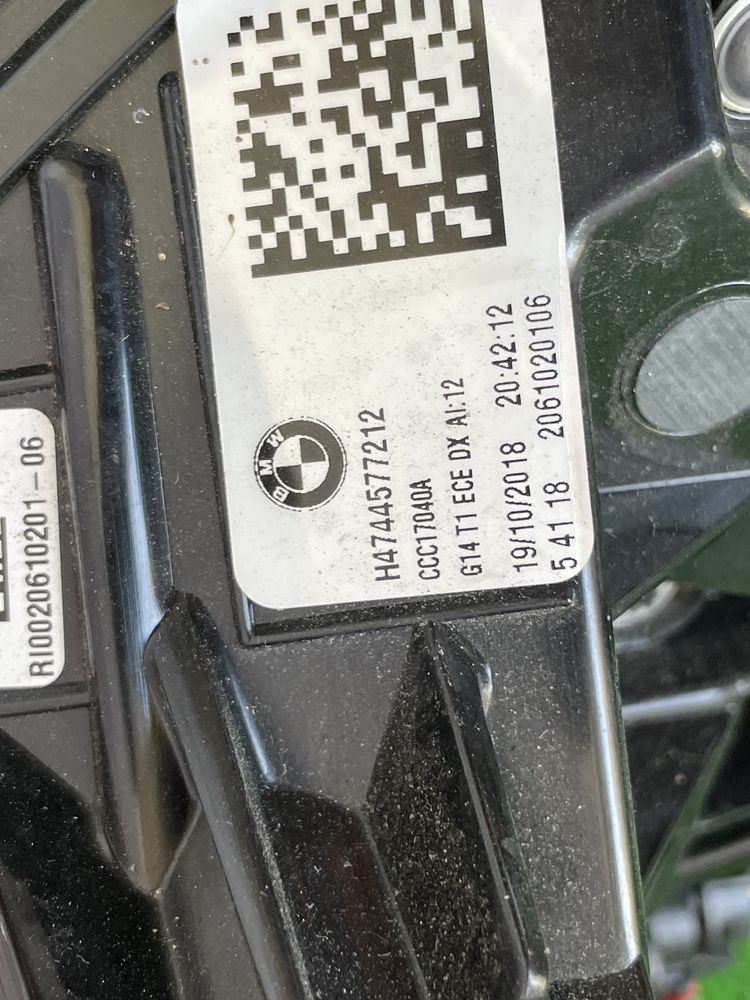 BMW
H4744577212
CCC17040A
G14 T1 ECE DX AI:12
19/10/2018 20:42:12
5 41 18 2061020106
RI0020610201-06